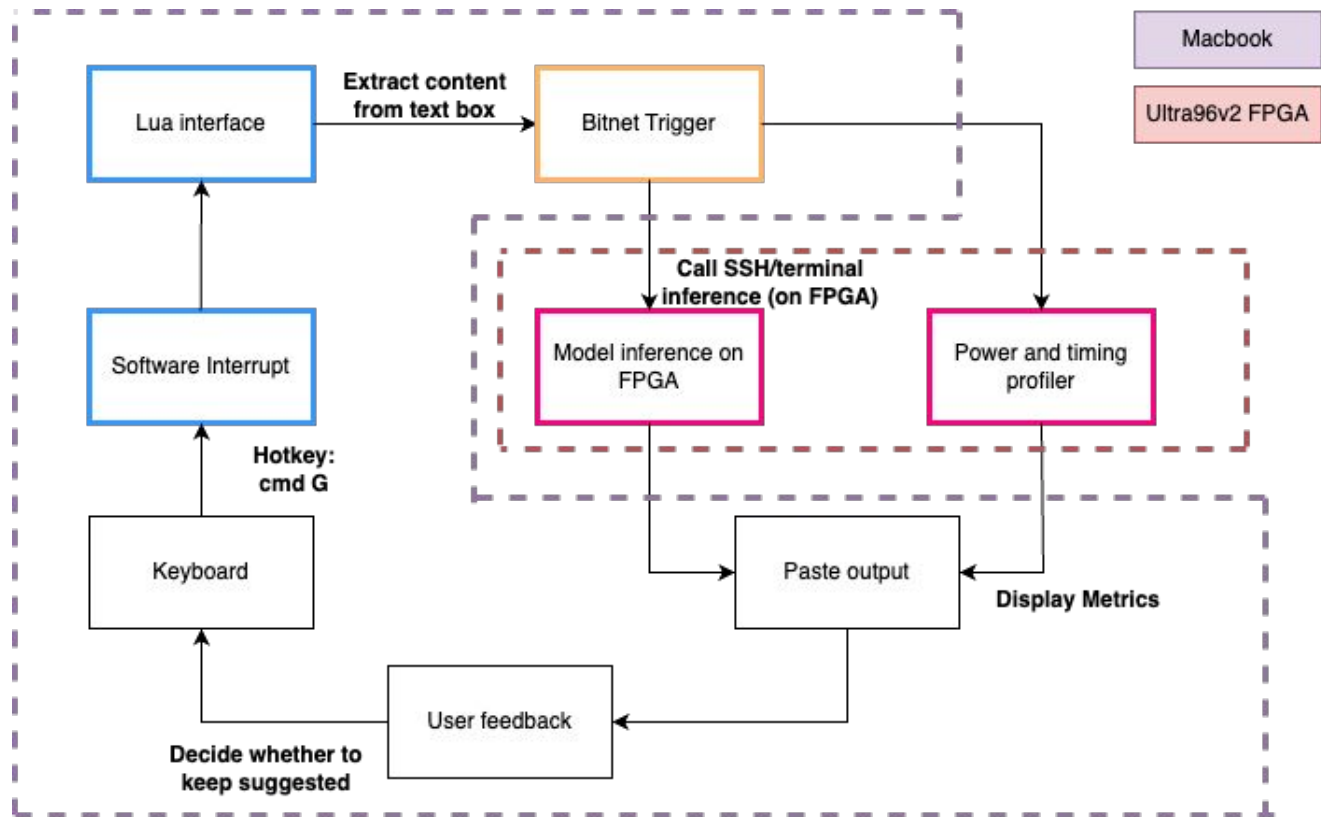 Macbook
Ultra96v2 FPGA
Lua interface
Extract content
from text box
Bitnet Trigger
Call SSH/terminal
inference (on FPGA)
Software Interrupt
Model inference on
FPGA
Power and timing
profiler
Hotkey:
cmd G
Keyboard
Paste output
Display Metrics
User feedback
Decide whether to
keep suggested